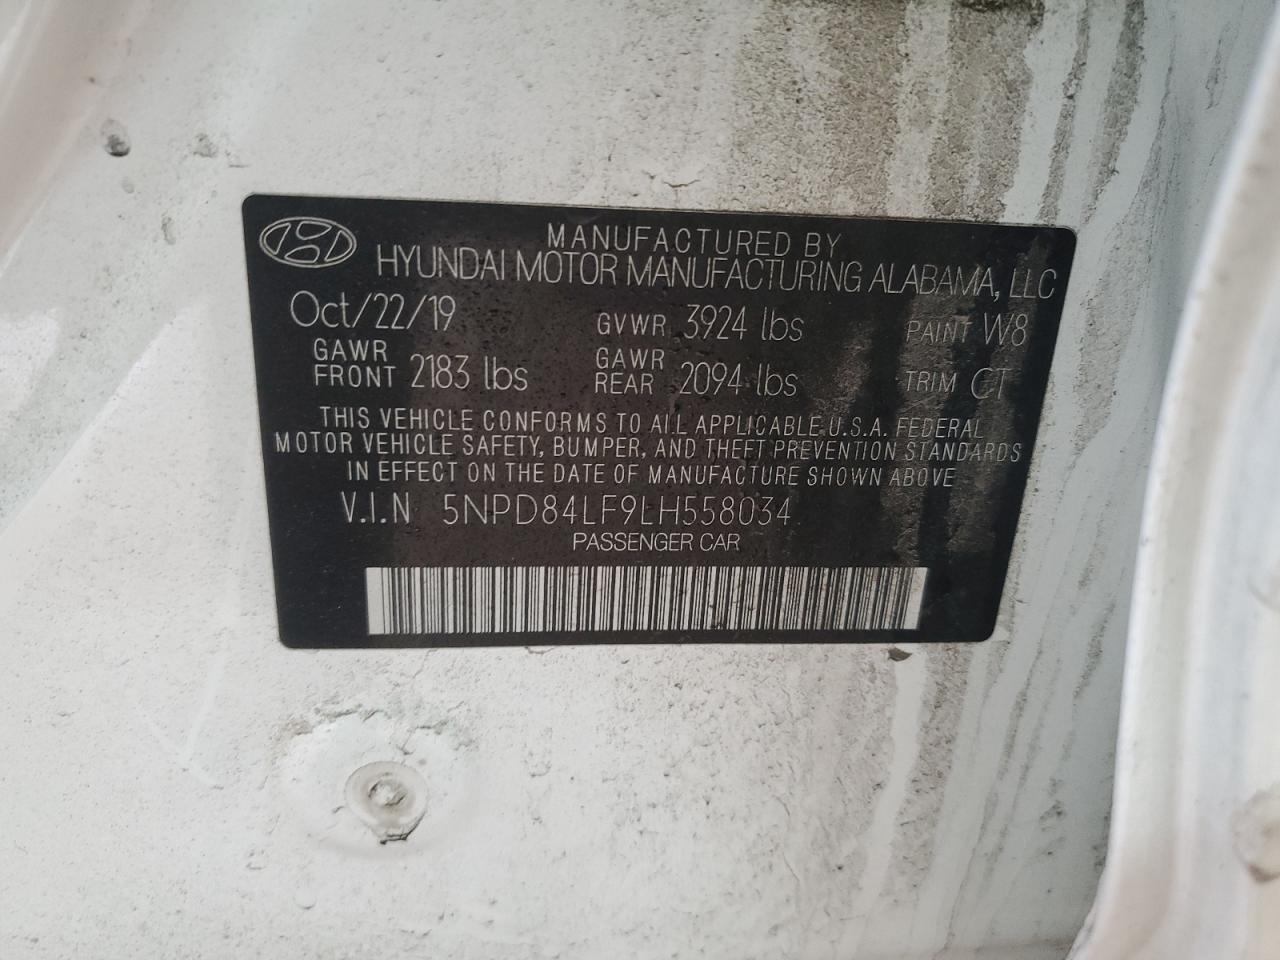 MANUFACTURED BY
HYUNDAI MOTOR MANUFACTURING ALABAMA, LLC
Oct/22/19 GVWR 3924 lbs PAINT W8
GAWR FRONT 2183 lbs GAWR REAR 2094 lbs TRIM CT
THIS VEHICLE CONFORMS TO ALL APPLICABLE U.S.A. FEDERAL
MOTOR VEHICLE SAFETY, BUMPER, AND THEFT PREVENTION STANDARDS
IN EFFECT ON THE DATE OF MANUFACTURE SHOWN ABOVE
V.I.N 5NPD84LF9LH558034
PASSENGER CAR